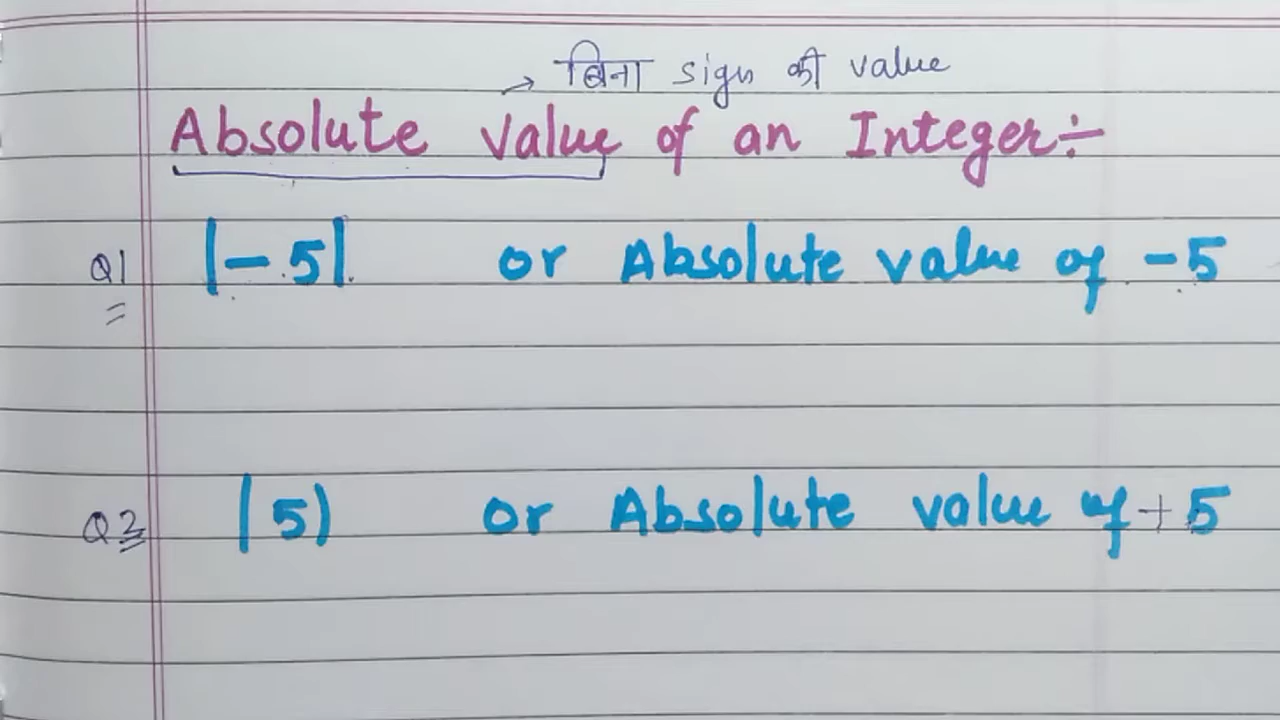 → बिना sign की value
Absolute value of an Integer:-
Q1 |-5| or Absolute value of -5
Q2 |5) or Absolute value of +5